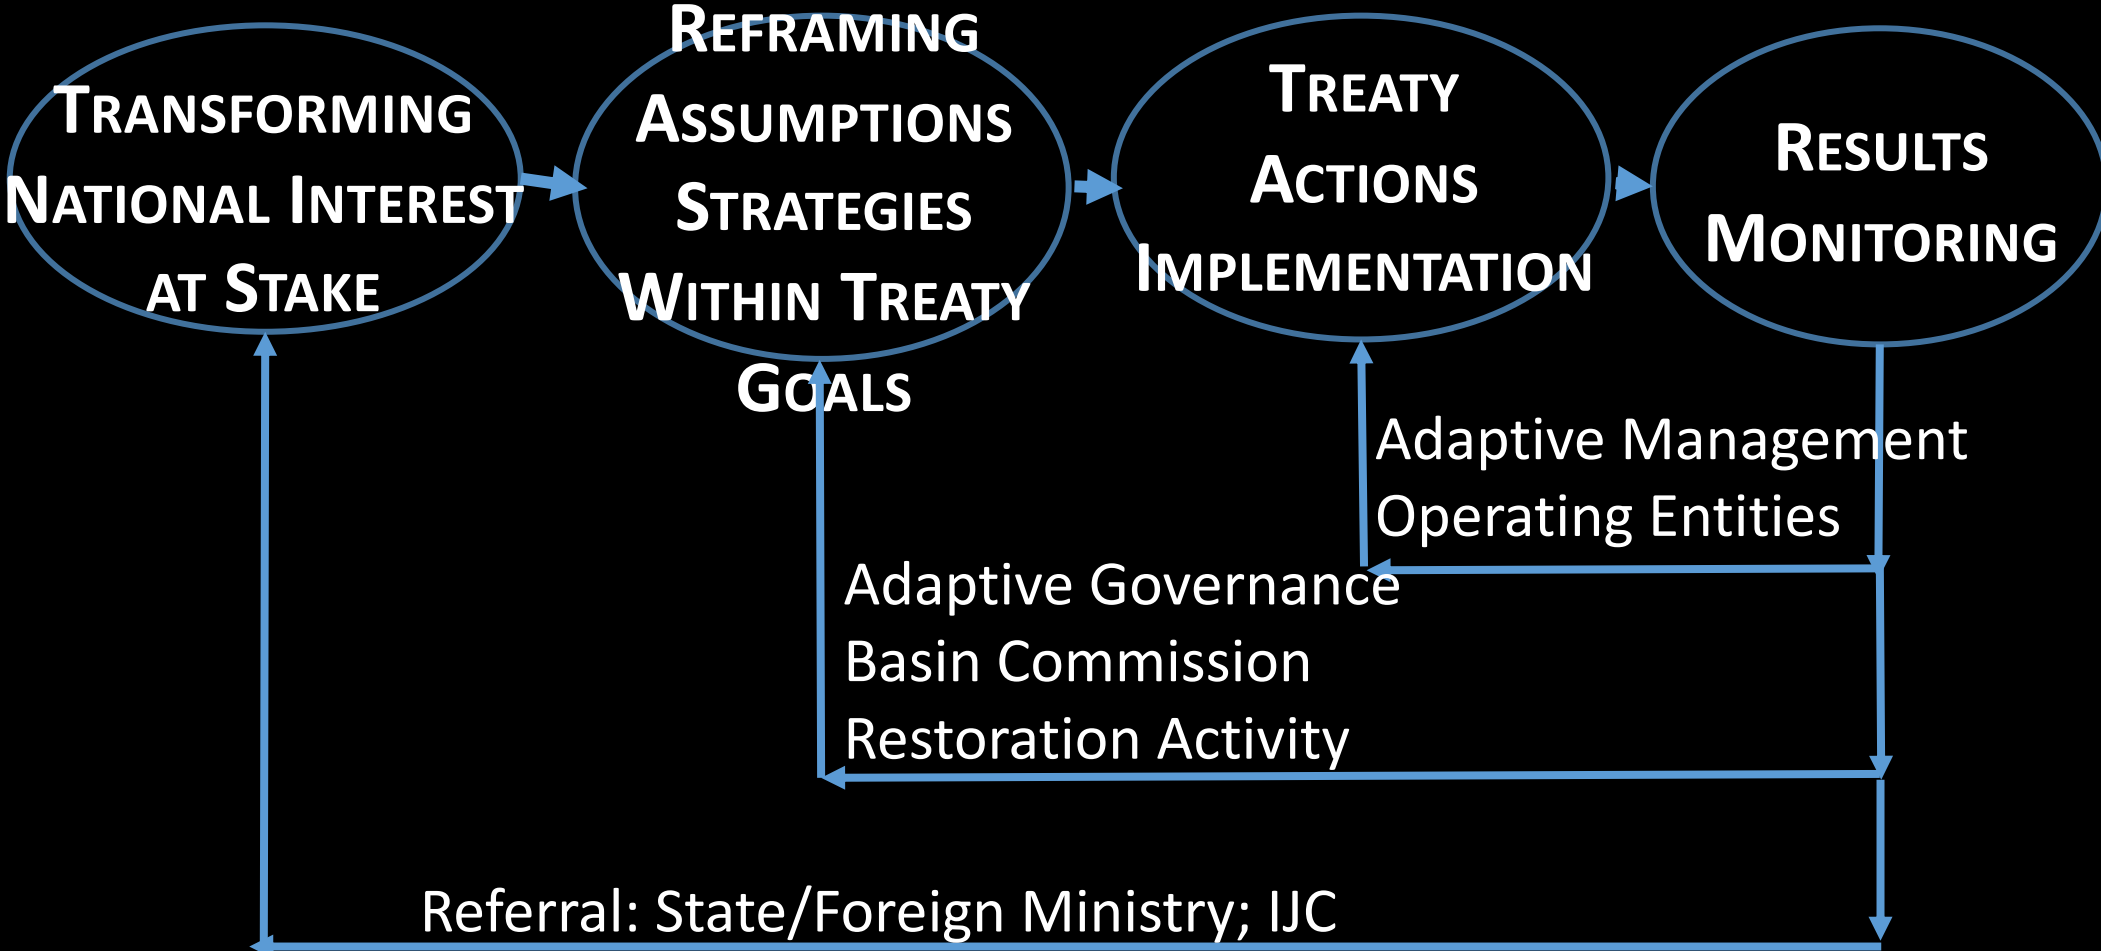 TRANSFORMING
NATIONAL INTEREST
AT STAKE
REFRAMING
ASSUMPTIONS
STRATEGIES
WITHIN TREATY
GOALS
TREATY
ACTIONS
IMPLEMENTATION
RESULTS
MONITORING
Adaptive Management
Operating Entities
Adaptive Governance
Basin Commission
Restoration Activity
Referral: State/Foreign Ministry; IJC